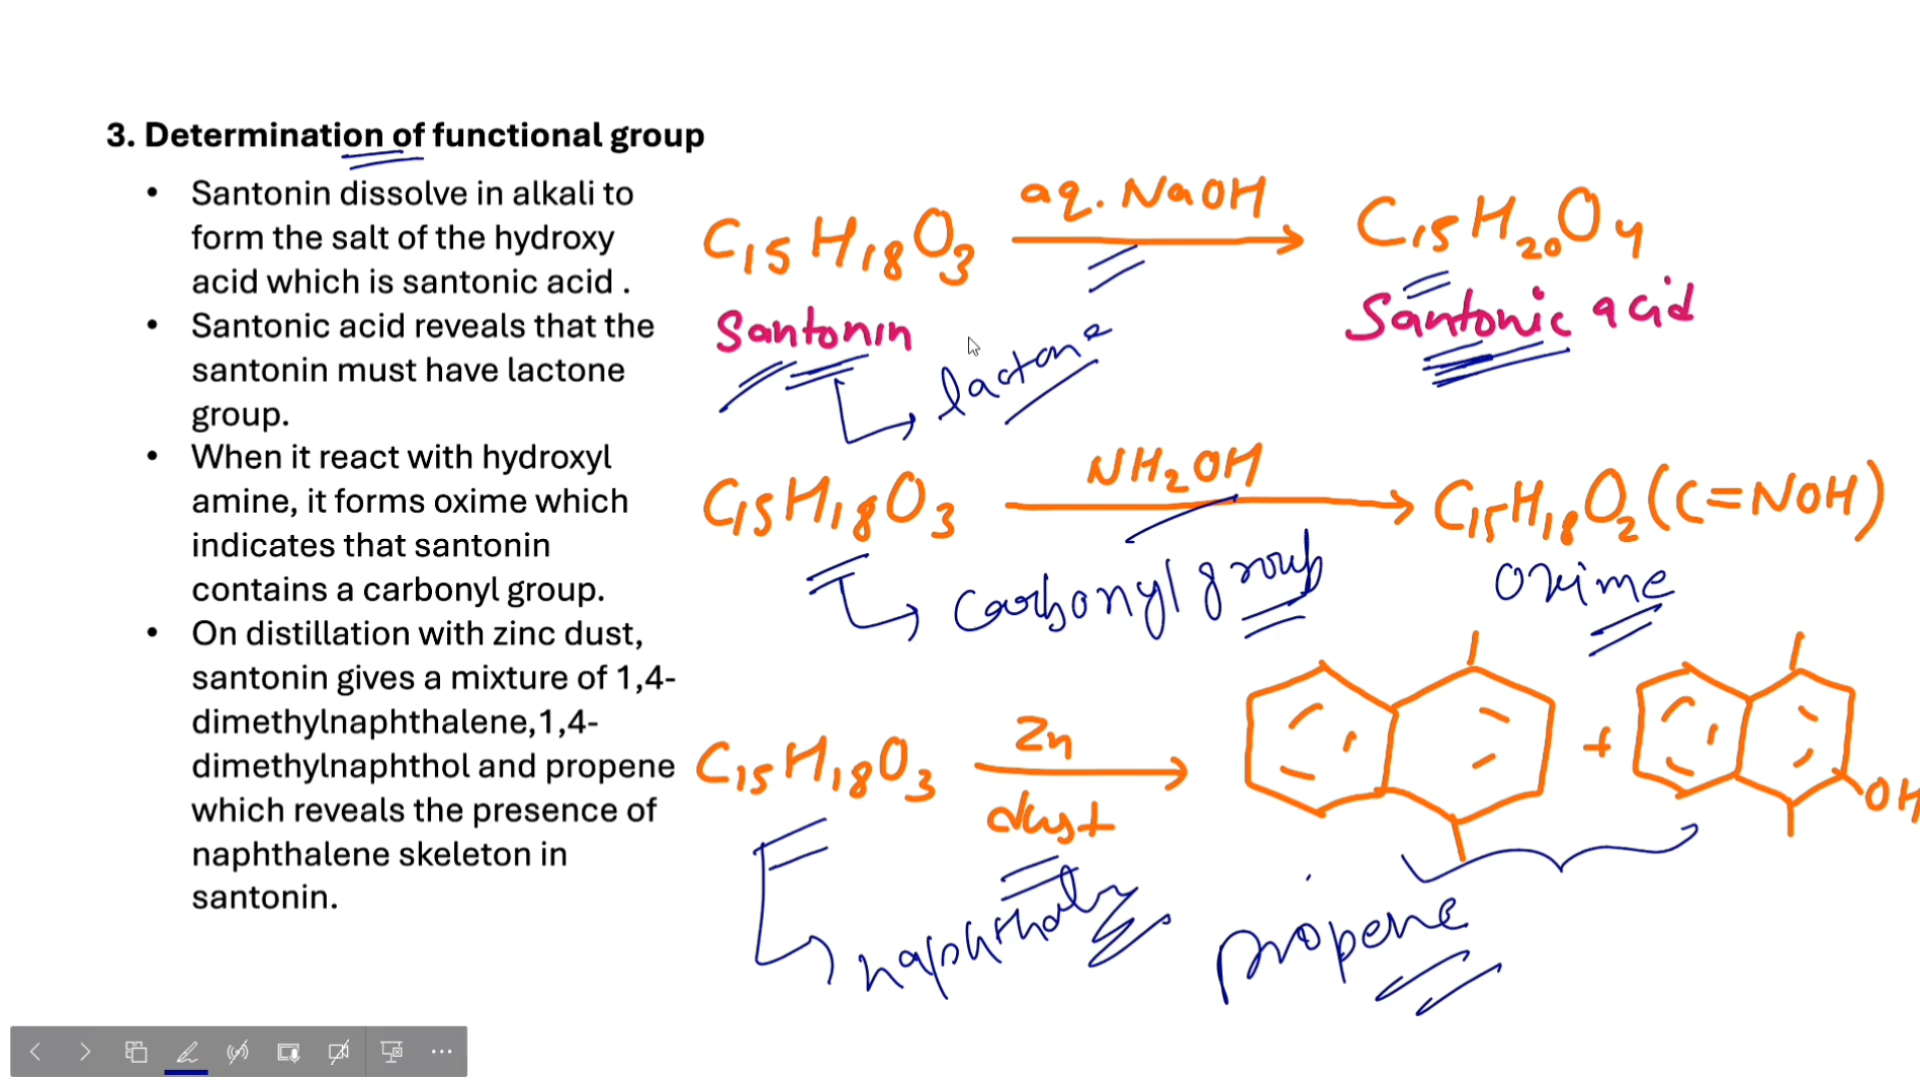 3. Determination of functional group
• Santonin dissolve in alkali to
form the salt of the hydroxy
acid which is santonic acid .
• Santonic acid reveals that the
santonin must have lactone
group.
• When it react with hydroxyl
amine, it forms oxime which
indicates that santonin
contains a carbonyl group.
• On distillation with zinc dust,
santonin gives a mixture of 1,4-
dimethylnaphthalene,1,4-
dimethylnaphthol and propene
which reveals the presence of
naphthalene skeleton in
santonin.
C₁₅H₁₈O₃ aq. NaOH → C₁₅H₂₀O₄
Santonin Santonic acid
lactone
C₁₅H₁₈O₃ NH₂OH → C₁₅H₁₈O₂(C=NOH)
Carbonyl group oxime
C₁₅H₁₈O₃ Zn dust → + OH
propene